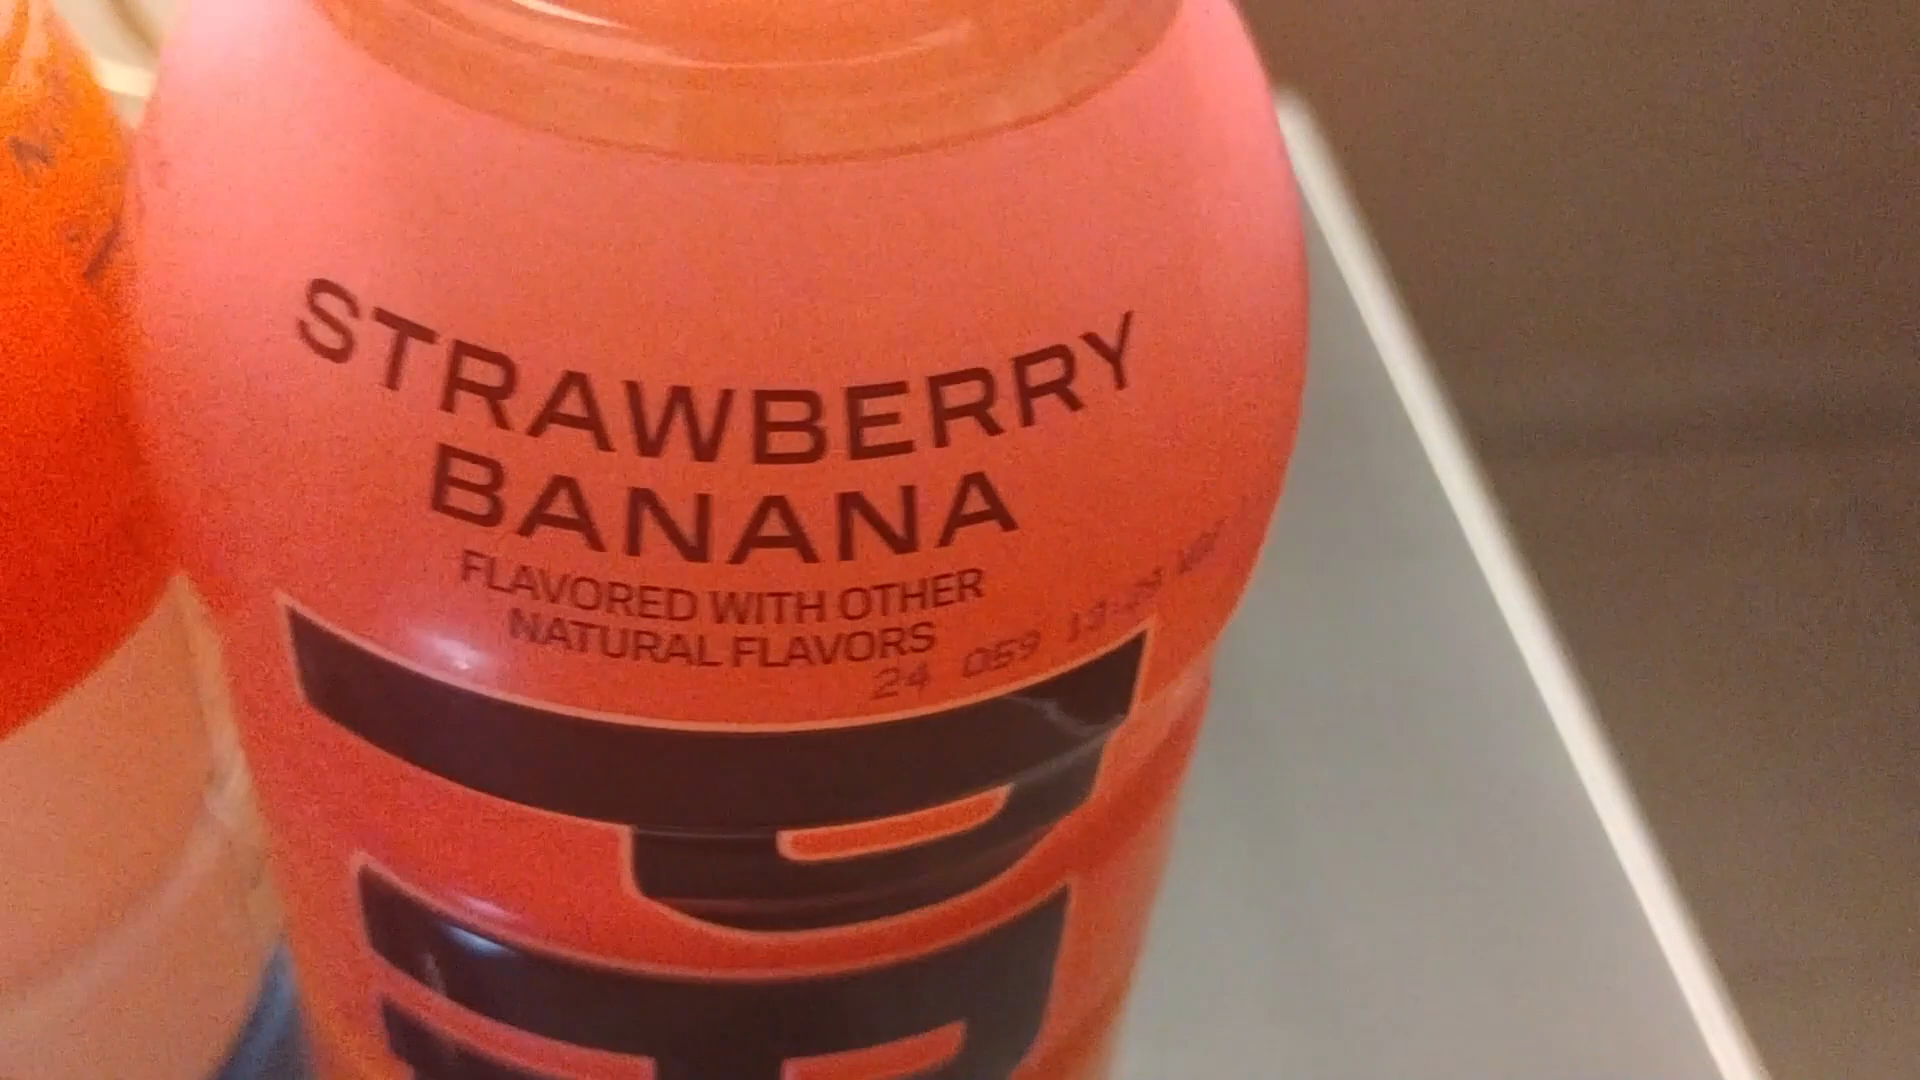 STRAWBERRY
BANANA
FLAVORED WITH OTHER
NATURAL FLAVORS
24 059